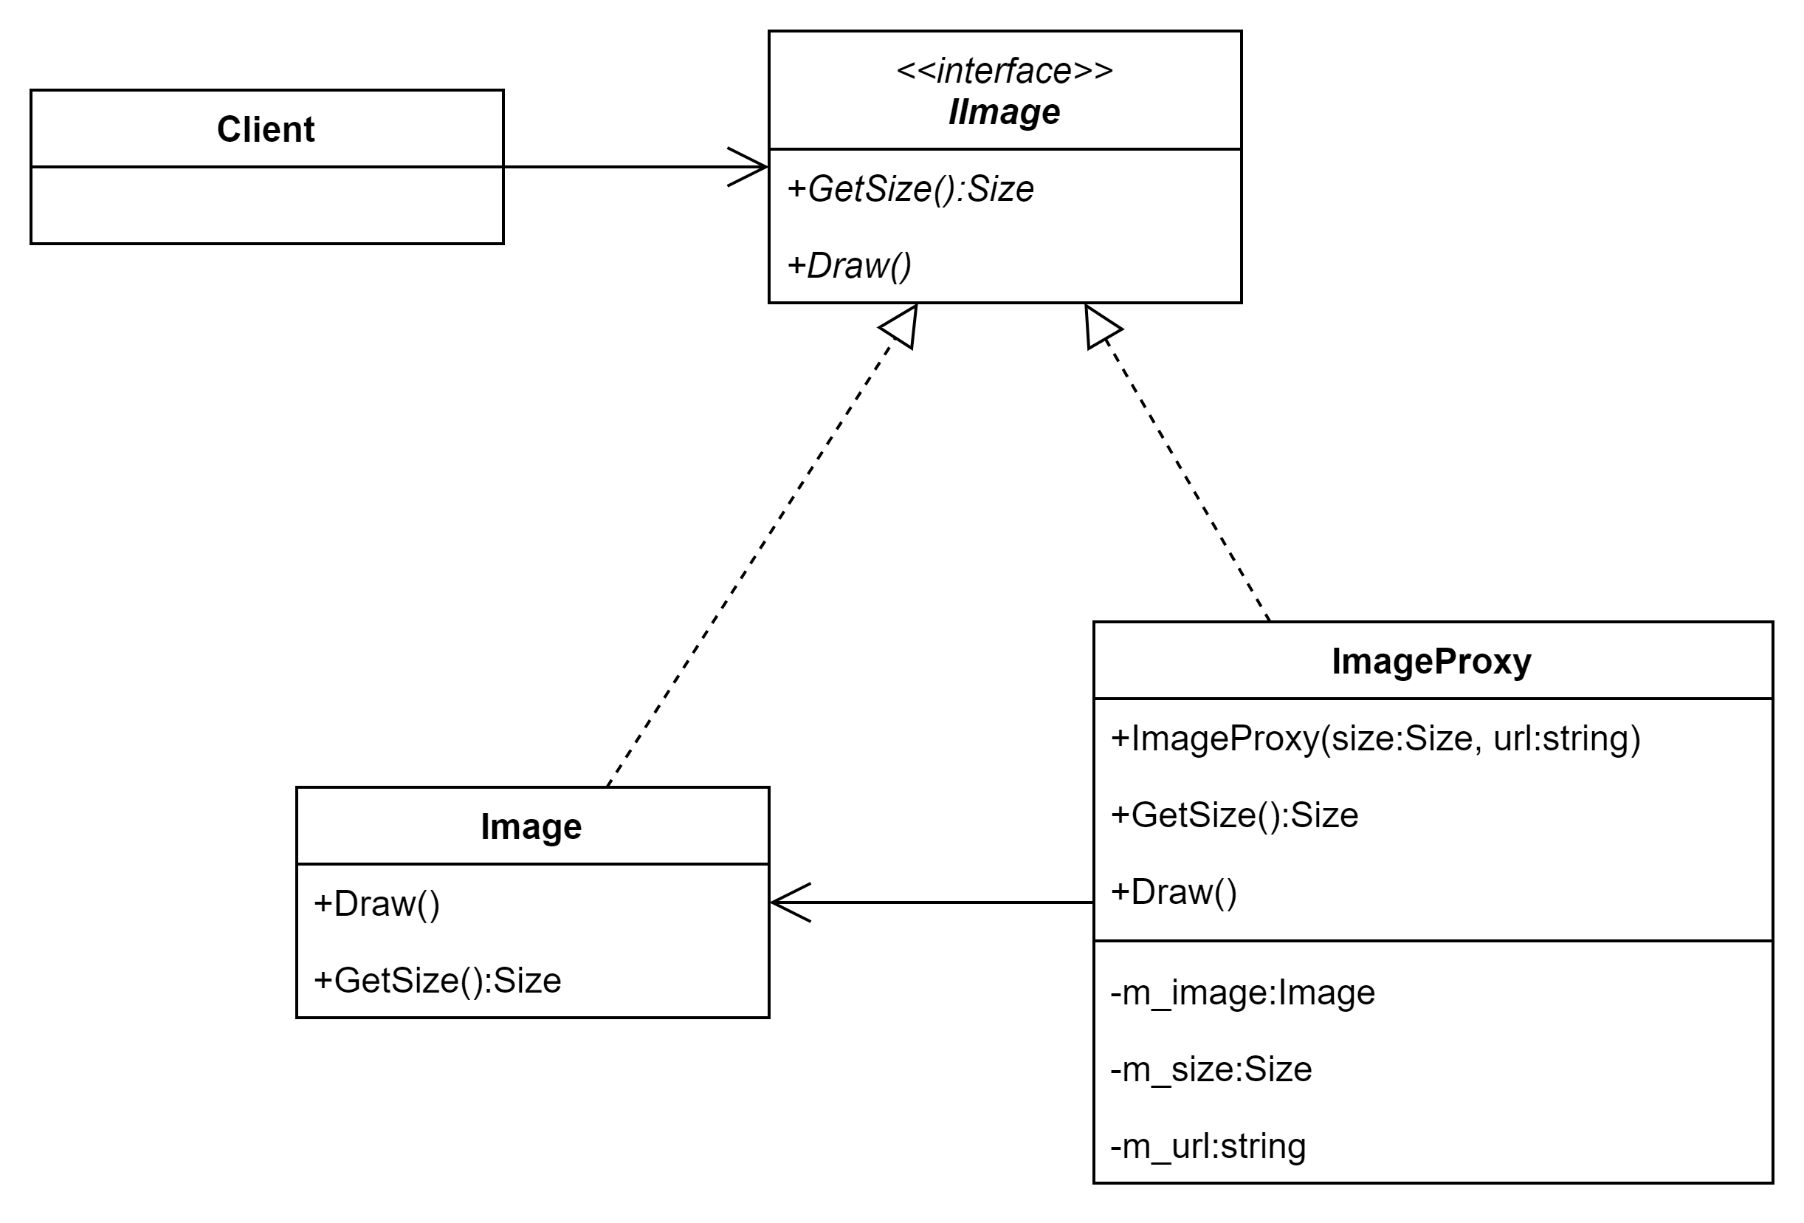 Client
<<interface>>
IImage
+GetSize():Size
+Draw()
ImageProxy
+ImageProxy(size:Size, url:string)
+GetSize():Size
+Draw()
-m_image:Image
-m_size:Size
-m_url:string
Image
+Draw()
+GetSize():Size